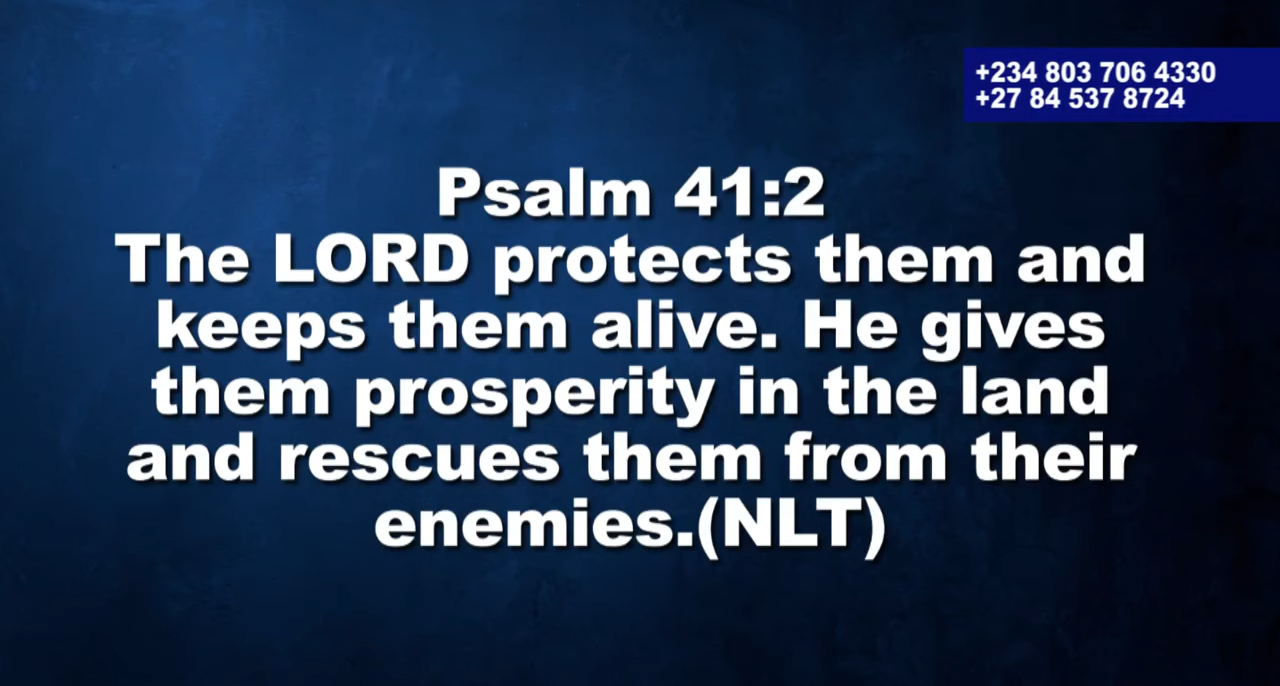 +234 803 706 4330
+27 84 537 8724
Psalm 41:2
The LORD protects them and
keeps them alive. He gives
them prosperity in the land
and rescues them from their
enemies.(NLT)